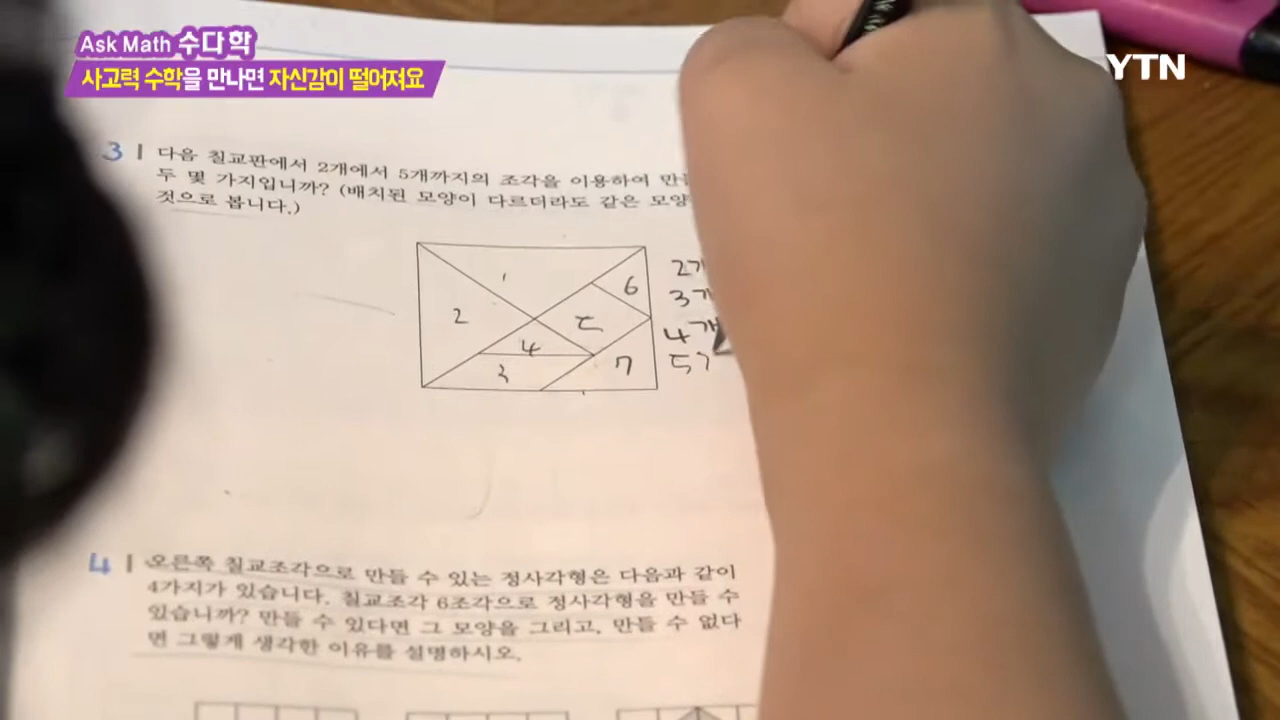 Ask Math 수다학
사고력 수학을 만나면 자신감이 떨어져요
YTN
3 다음 칠교판에서 2개에서 5개까지의 조각을 이용하여
두 몇 가지입니까? (배치된 모양이 다르더라도 같은 모양
것으로 봅니다.)
1
6
2
ㄷ
4
3
7
2개
3개
4개
5개
4 오른쪽 칠교조각으로 만들 수 있는 정사각형은 다음과 같이
4가지가 있습니다. 칠교조각 6조각으로 정사각형을 만들 수
있습니까? 만들 수 있다면 그 모양을 그리고, 만들 수 없다
면 그렇게 생각한 이유를 설명하시오.